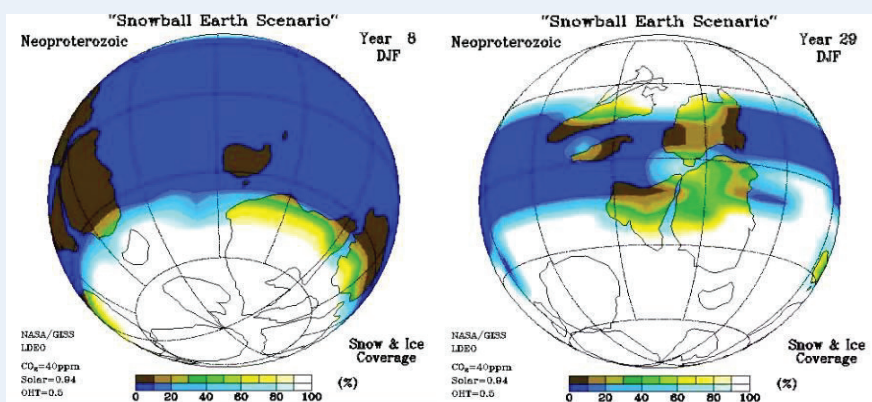 "Snowball Earth Scenario"
Neoproterozoic
Year 8
DJF
NASA/GISS
LDEO
CO₂=40ppm
Solar=0.94
OHT=0.5
Snow & Ice
Coverage
0 20 40 60 80 100 (%)
"Snowball Earth Scenario"
Neoproterozoic
Year 29
DJF
NASA/GISS
LDEO
CO₂=40ppm
Solar=0.94
OHT=0.5
Snow & Ice
Coverage
0 20 40 60 80 100 (%)